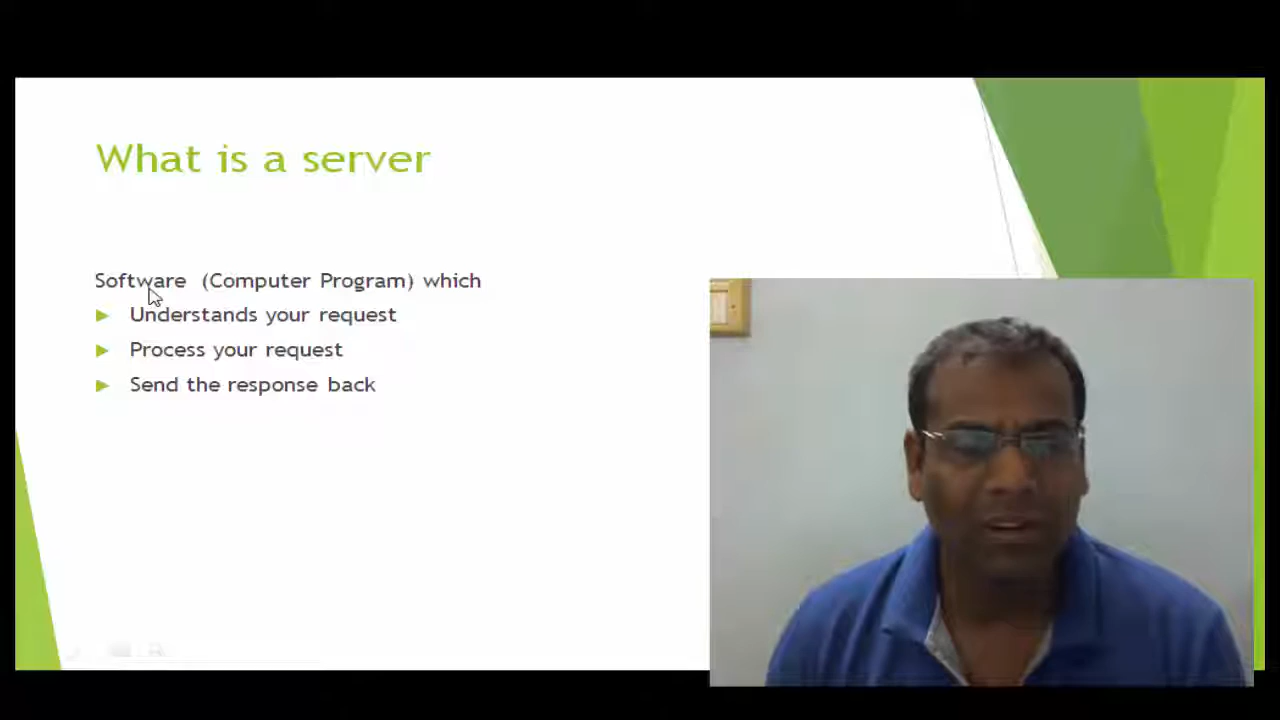 What is a server
Software (Computer Program) which
Understands your request
Process your request
Send the response back